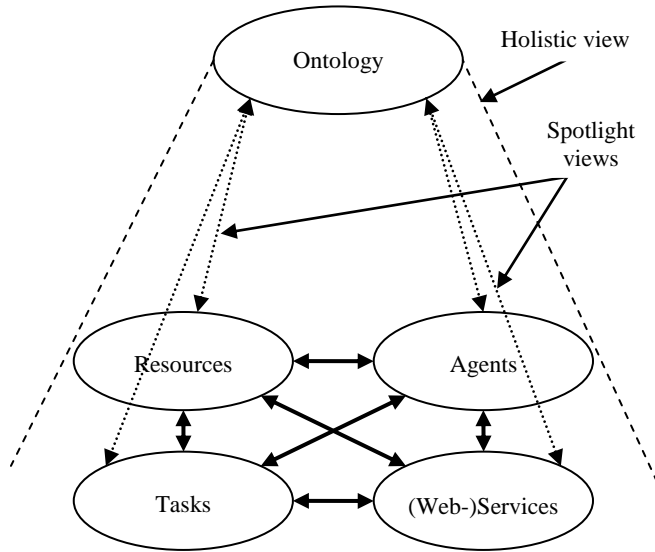 Ontology
Holistic view
Spotlight
views
Resources
Agents
Tasks
(Web-)Services